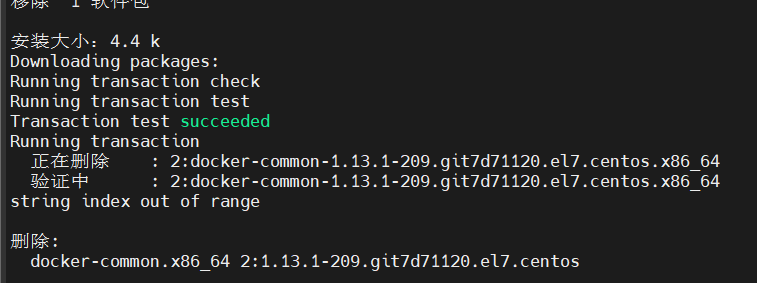 移除 1 软件包
安装大小：4.4 k
Downloading packages:
Running transaction check
Running transaction test
Transaction test succeeded
Running transaction
正在删除 : 2:docker-common-1.13.1-209.git7d71120.el7.centos.x86_64
验证中 : 2:docker-common-1.13.1-209.git7d71120.el7.centos.x86_64
string index out of range
删除:
docker-common.x86_64 2:1.13.1-209.git7d71120.el7.centos